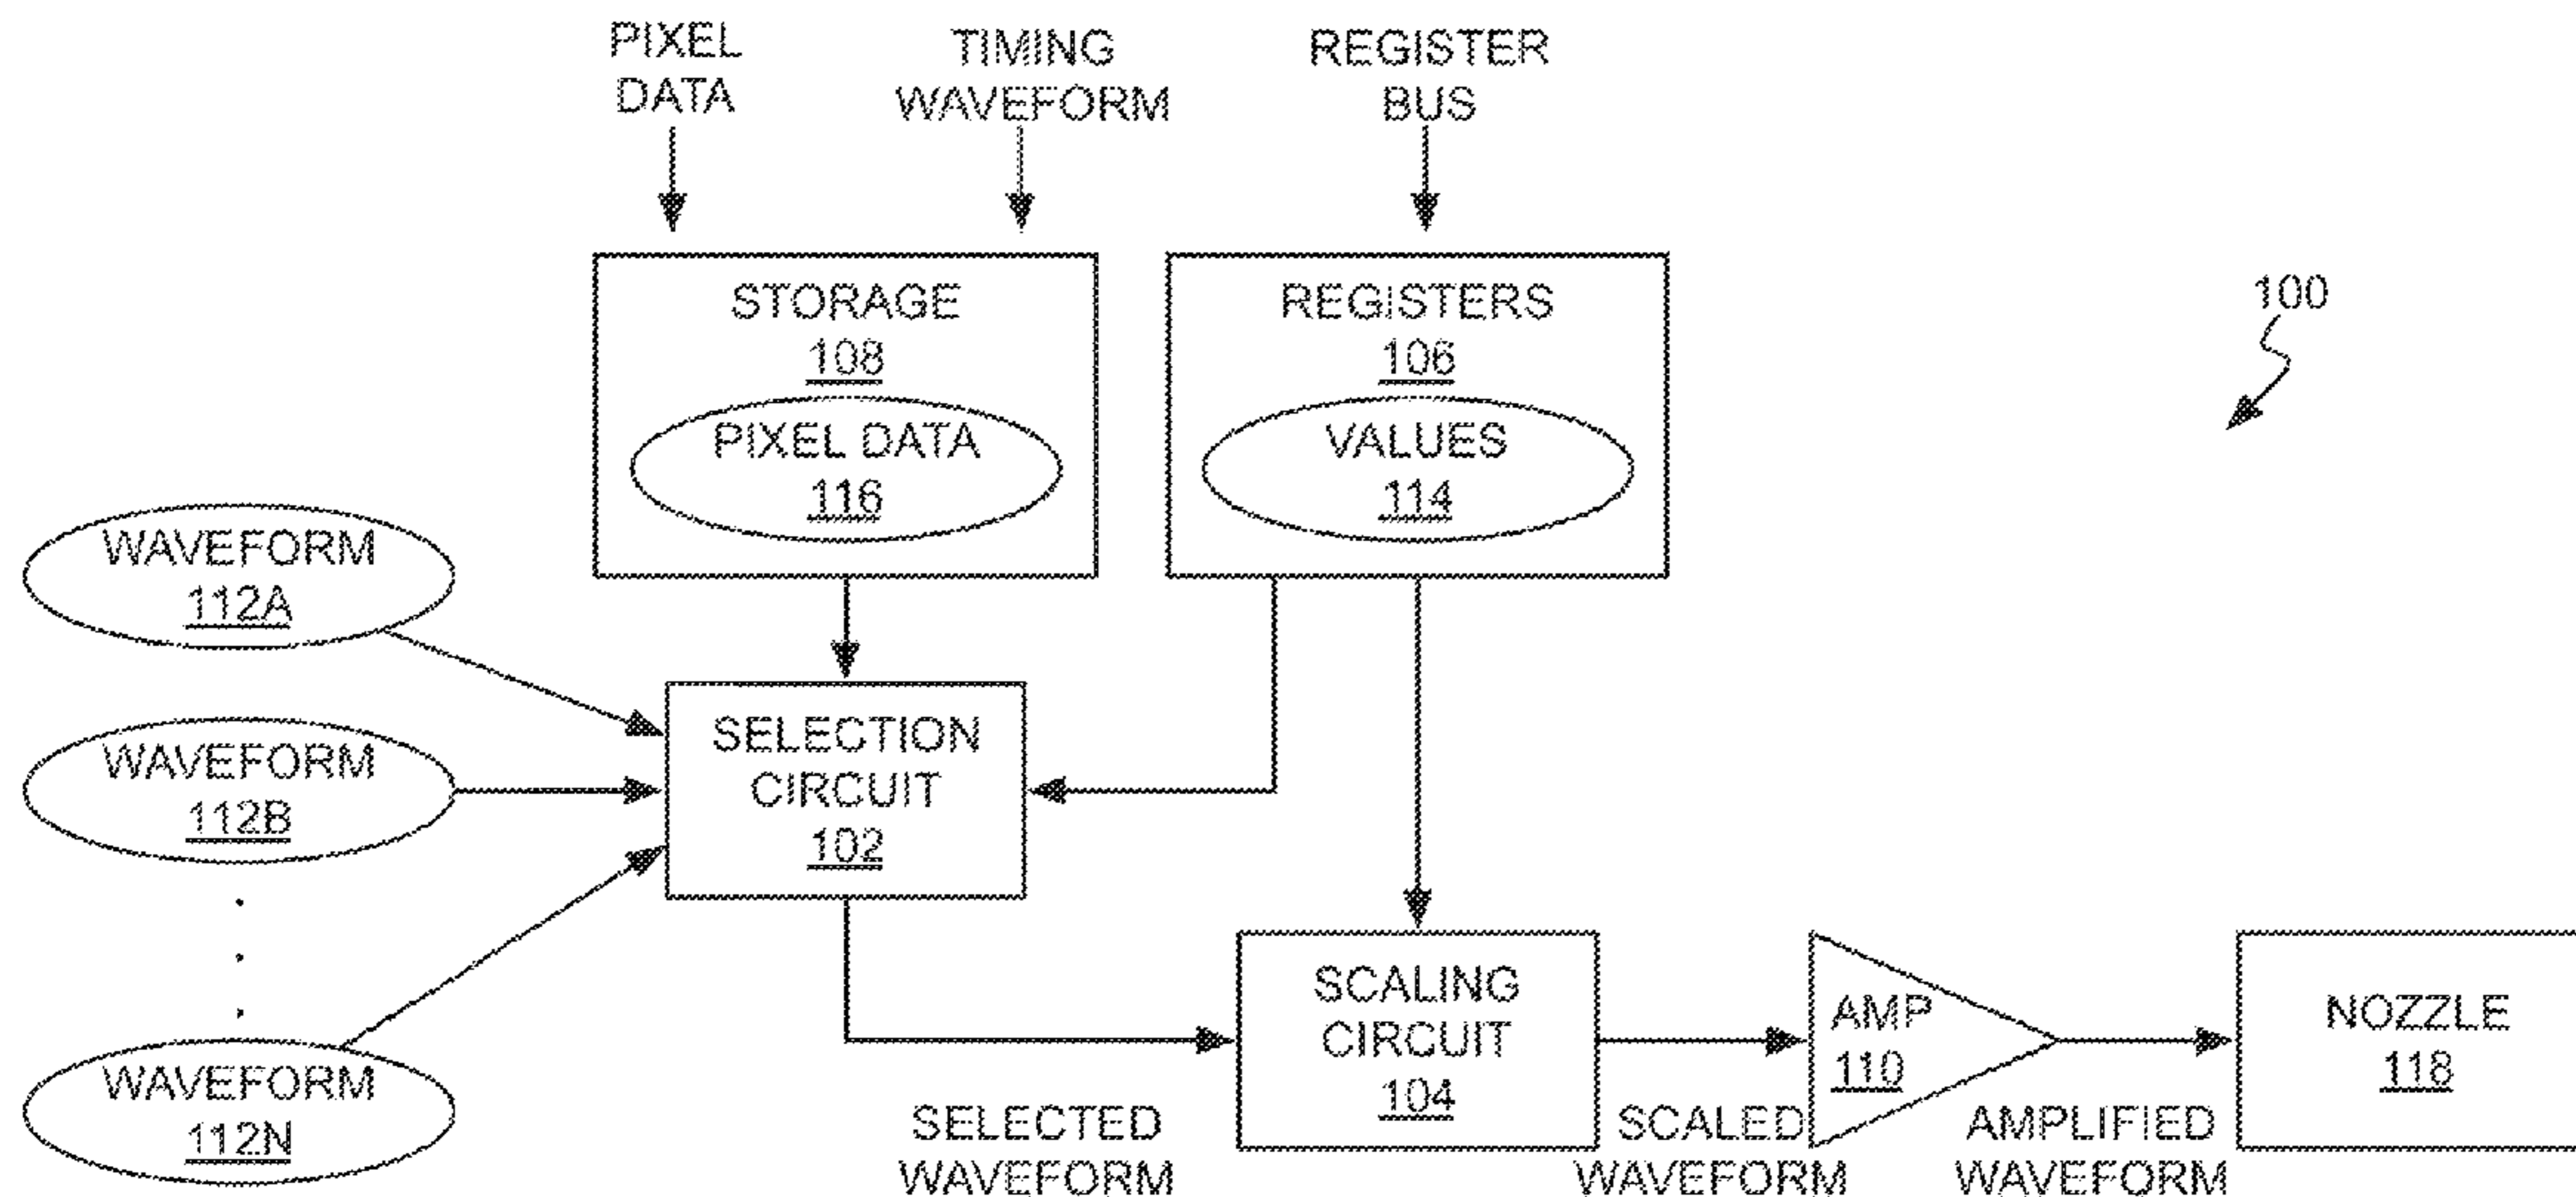 PIXEL
DATA
TIMING
WAVEFORM
REGISTER
BUS
STORAGE
108
PIXEL DATA
116
REGISTERS
106
VALUES
114
100
WAVEFORM
112A
WAVEFORM
112B
.
.
.
WAVEFORM
112N
SELECTION
CIRCUIT
102
SELECTED
WAVEFORM
SCALING
CIRCUIT
104
SCALED
WAVEFORM
AMP
110
AMPLIFIED
WAVEFORM
NOZZLE
118